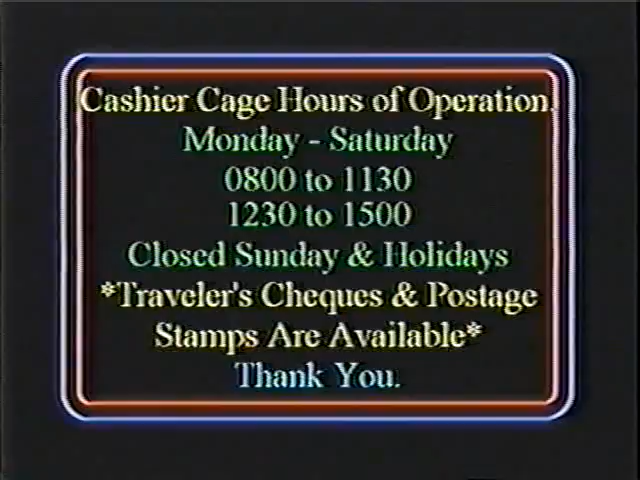 Cashier Cage Hours of Operation.
Monday - Saturday
0800 to 1130
1230 to 1500
Closed Sunday & Holidays
*Traveler's Cheques & Postage
Stamps Are Available*
Thank You.